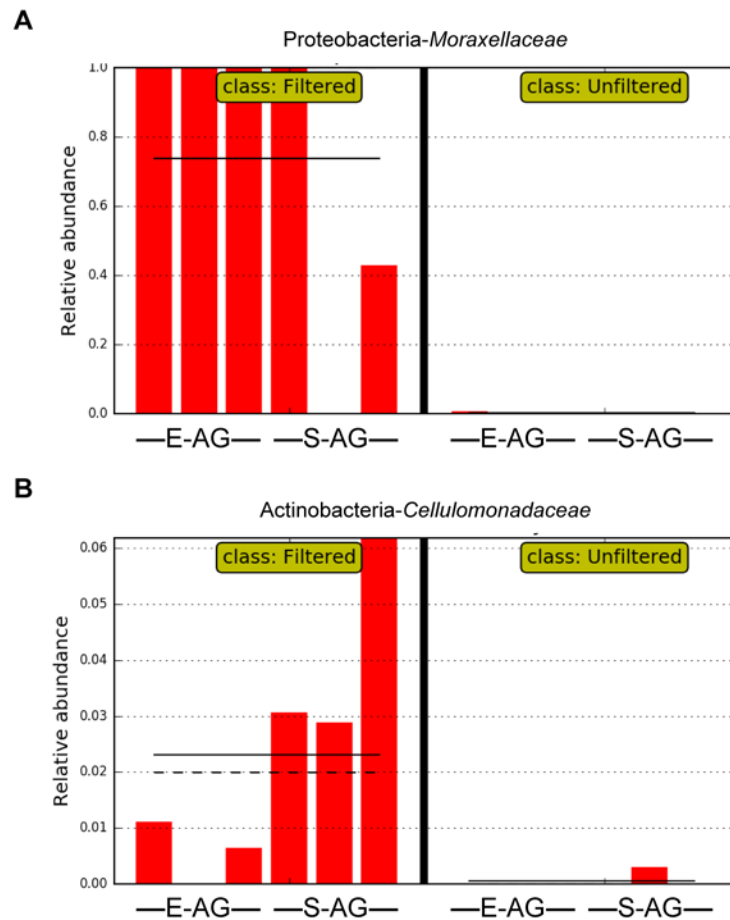 A
Proteobacteria-Moraxellaceae
class: Filtered
class: Unfiltered
Relative abundance
1.0
0.8
0.6
0.4
0.2
0.0
E-AG
S-AG
E-AG
S-AG
B
Actinobacteria-Cellulomonadaceae
class: Filtered
class: Unfiltered
Relative abundance
0.06
0.05
0.04
0.03
0.02
0.01
0.00
E-AG
S-AG
E-AG
S-AG